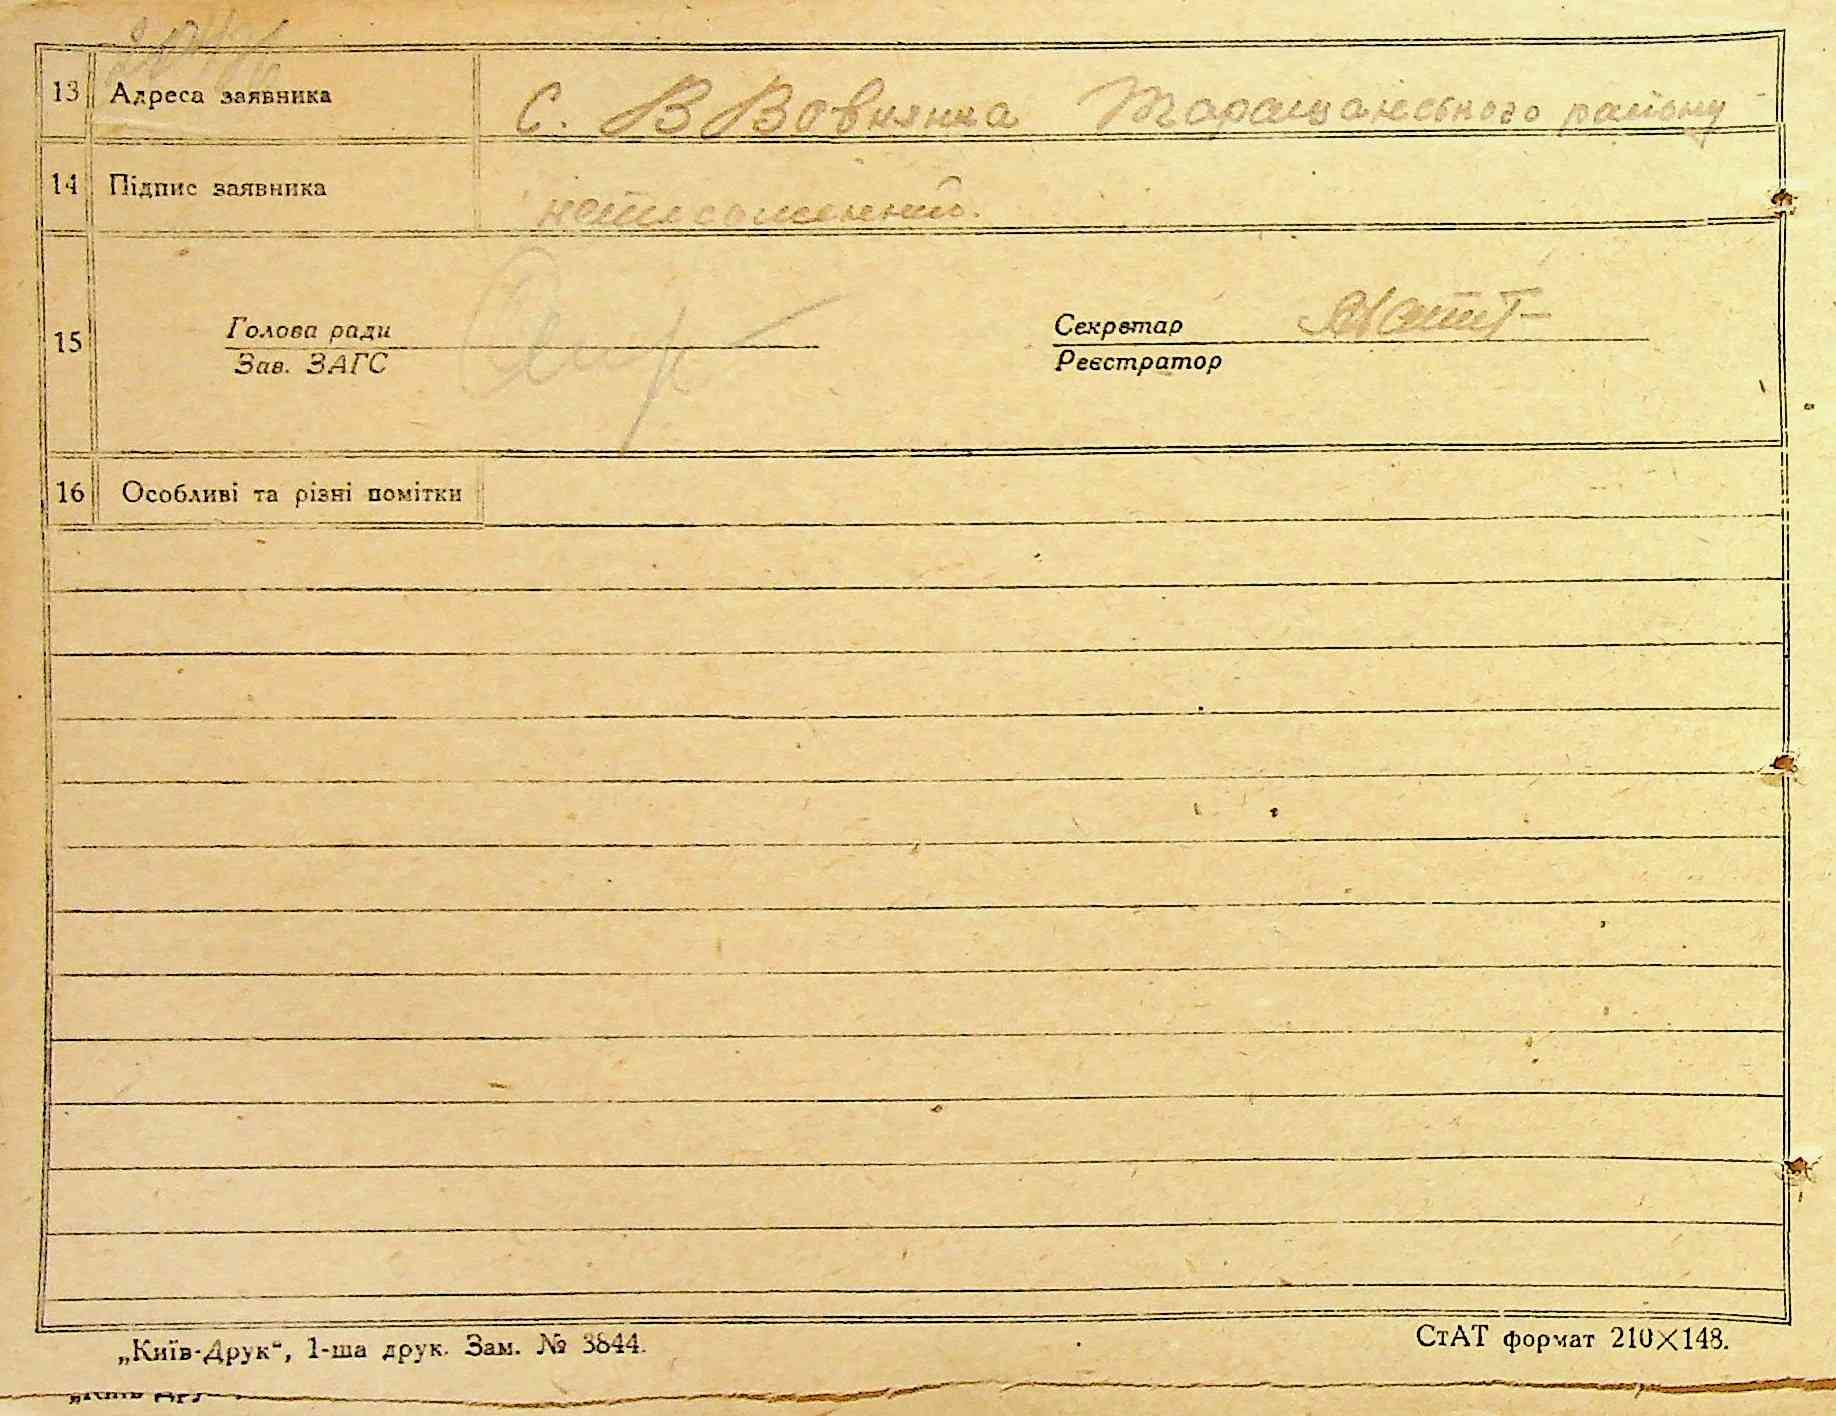 13 Адреса заявника С. В Вовнянка Таращанського району
14 Підпис заявника неписьменний.
15
Голова ради
Зав. ЗАГС
Секретар
Реєстратор
16 Особливі та різні помітки
„Київ-Друк“, 1-ша друк. Зам. № 3844.
СтАТ формат 210×148.